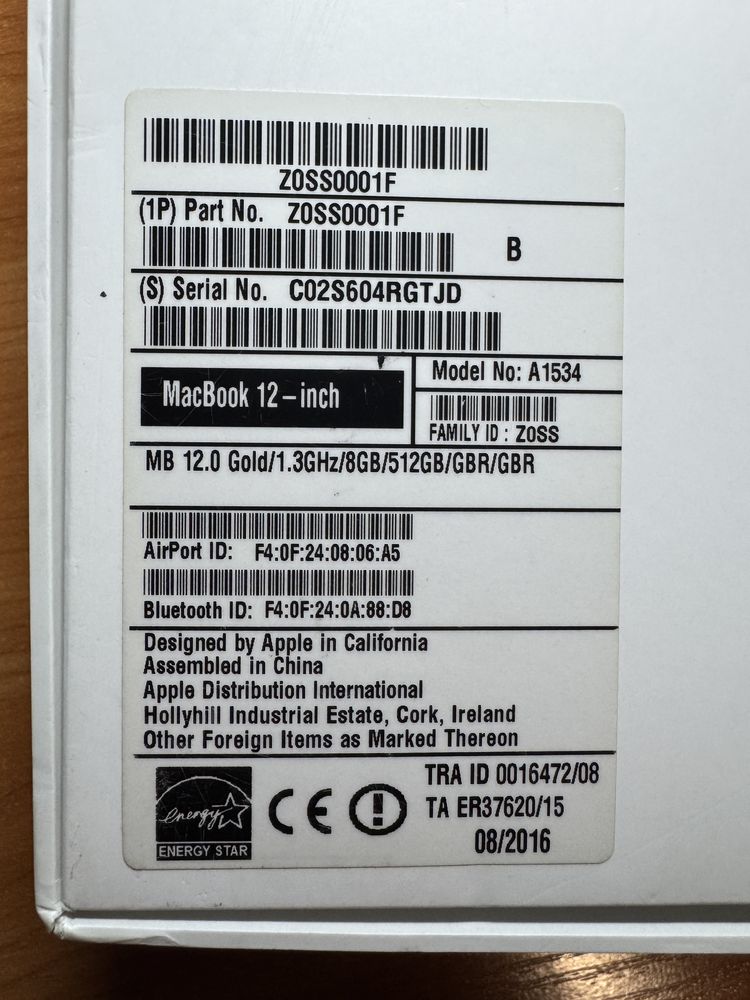 Z0SS0001F
(1P) Part No. Z0SS0001F
B
(S) Serial No. C02S604RGTJD
MacBook 12-inch
Model No: A1534
FAMILY ID : Z0SS
MB 12.0 Gold/1.3GHz/8GB/512GB/GBR/GBR
AirPort ID: F4:0F:24:08:06:A5
Bluetooth ID: F4:0F:24:0A:88:D8
Designed by Apple in California
Assembled in China
Apple Distribution International
Hollyhill Industrial Estate, Cork, Ireland
Other Foreign Items as Marked Thereon
energy
ENERGY STAR
CE
TRA ID 0016472/08
TA ER37620/15
08/2016